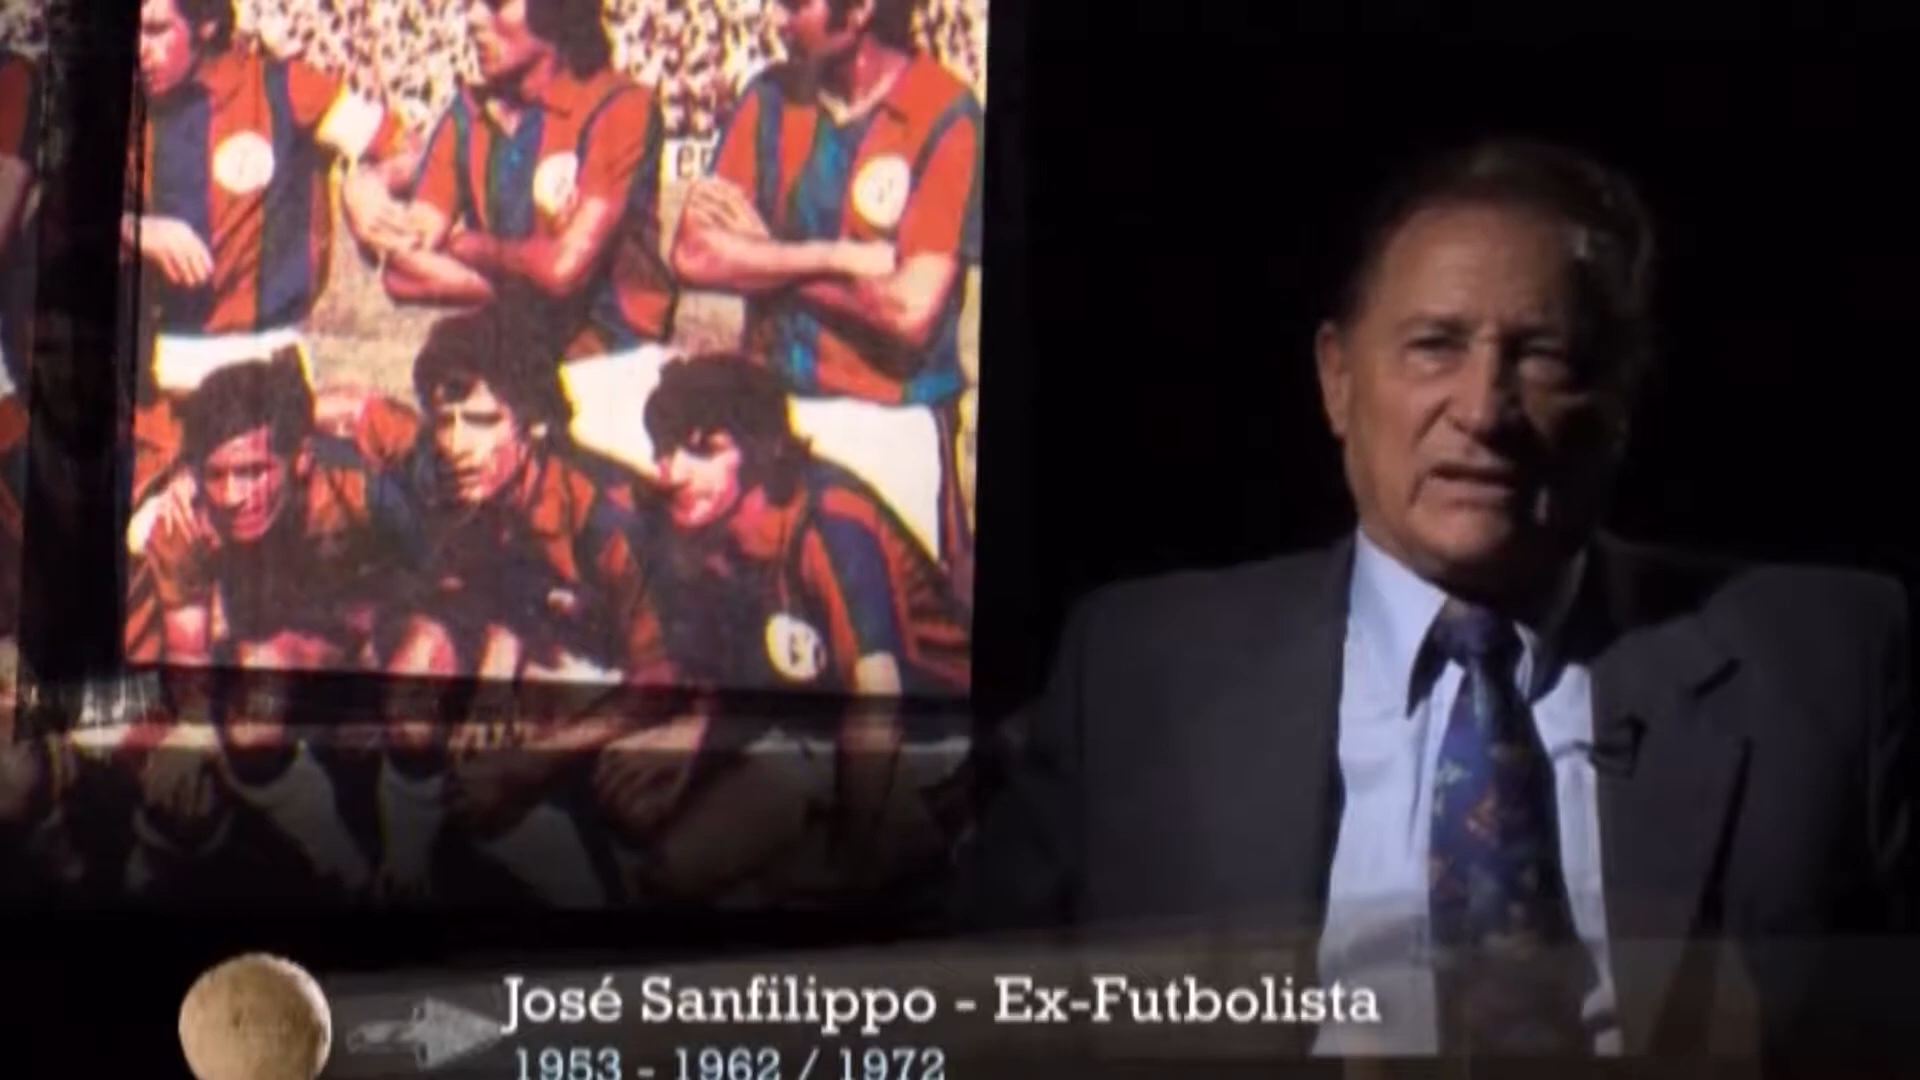 José Sanfilippo - Ex-Futbolista
1953 - 1962 / 1972